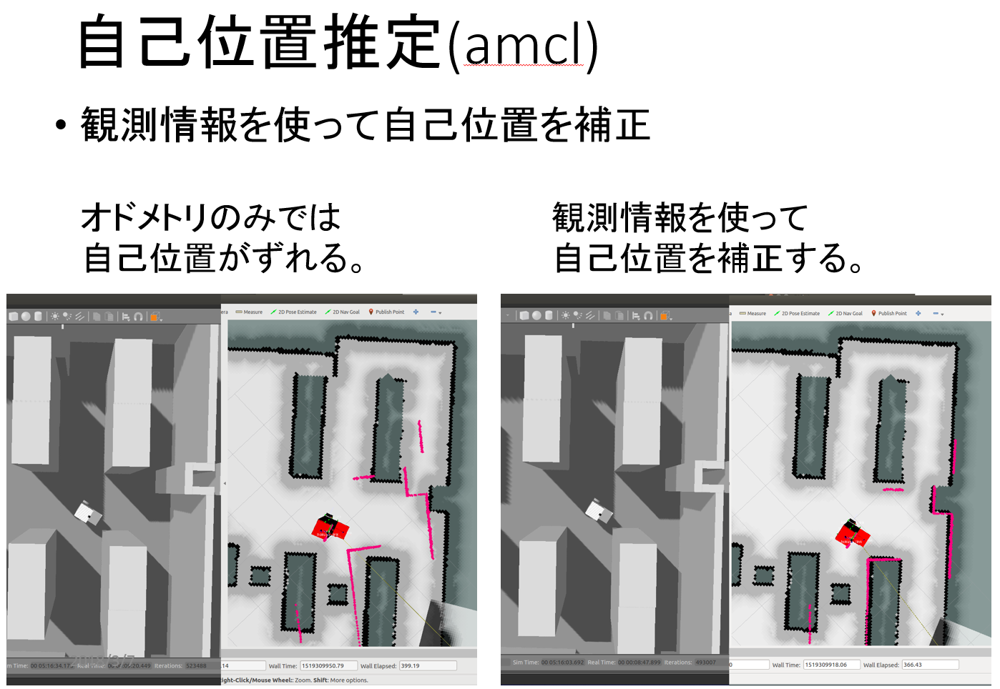 自己位置推定(amcl)
• 観測情報を使って自己位置を補正
オドメトリのみでは
自己位置がずれる。
観測情報を使って
自己位置を補正する。
era Measure 2D Pose Estimate 2D Nav Goal Publish Point
a Measure 2D Pose Estimate 2D Nav Goal Publish Point
m Time: 00 05:16:34.17 Real Time: Iterations: 523488
.14 Wall Time: 1519309950.79 Wall Elapsed: 399.19
ight-Click/Mouse Wheel:: Zoom. Shift: More options.
Sim Time: 00 05:16:03.692 Real Time: 00 00:08:47.899 Iterations: 493007
0 Wall Time: 1519309918.06 Wall Elapsed: 366.43